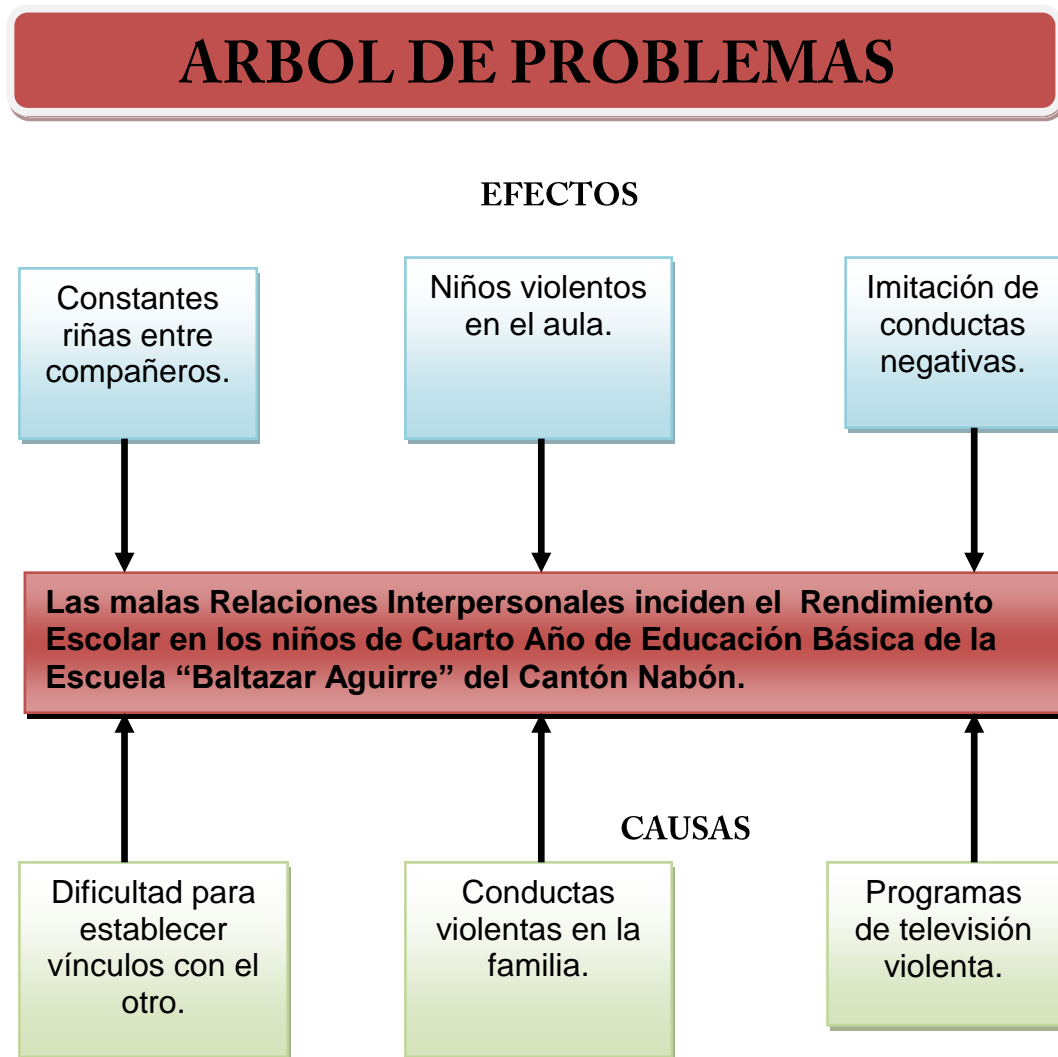 ARBOL DE PROBLEMAS
EFECTOS
Constantes
riñas entre
compañeros.
Niños violentos
en el aula.
Imitación de
conductas
negativas.
Las malas Relaciones Interpersonales inciden el  Rendimiento
Escolar en los niños de Cuarto Año de Educación Básica de la
Escuela “Baltazar Aguirre” del Cantón Nabón.
CAUSAS
Dificultad para
establecer
vínculos con el
otro.
Conductas
violentas en la
familia.
Programas
de televisión
violenta.